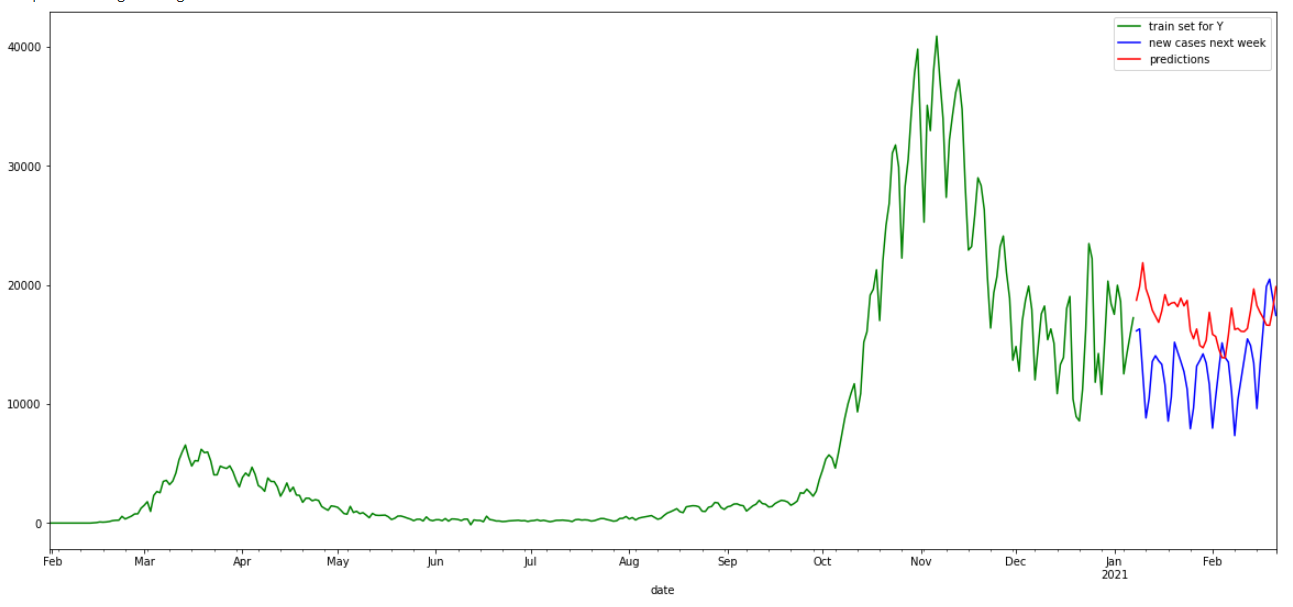 train set for Y
new cases next week
predictions
40000
30000
20000
10000
0
Feb Mar Apr May Jun Jul Aug Sep Oct Nov Dec Jan Feb
2021
date